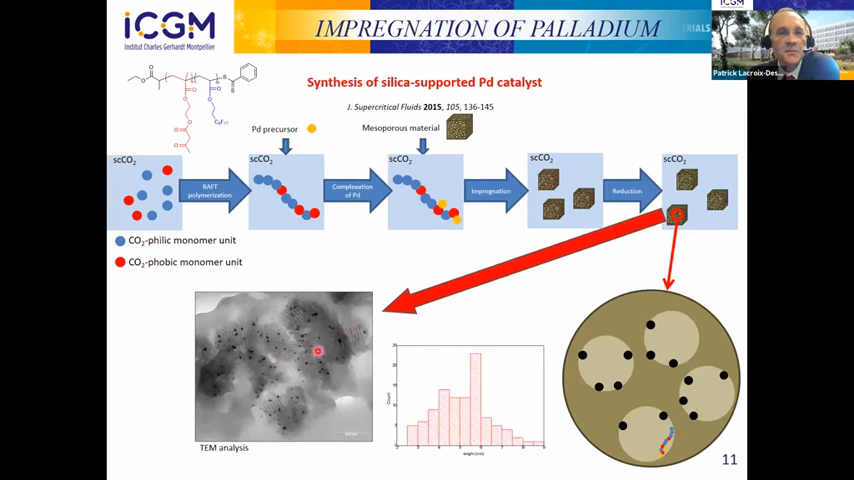 iCGM
Institut Charles Gerhardt Montpellier
IMPREGNATION OF PALLADIUM
Patrick Lacroix-Des...
Synthesis of silica-supported Pd catalyst
J. Supercritical Fluids 2015, 105, 136-145
Pd precursor
Mesoporous material
scCO2
scCO2
scCO2
scCO2
scCO2
RAFT
polymerization
Complexation
of Pd
Impregnation
Reduction
CO2-philic monomer unit
CO2-phobic monomer unit
TEM analysis
Count
11